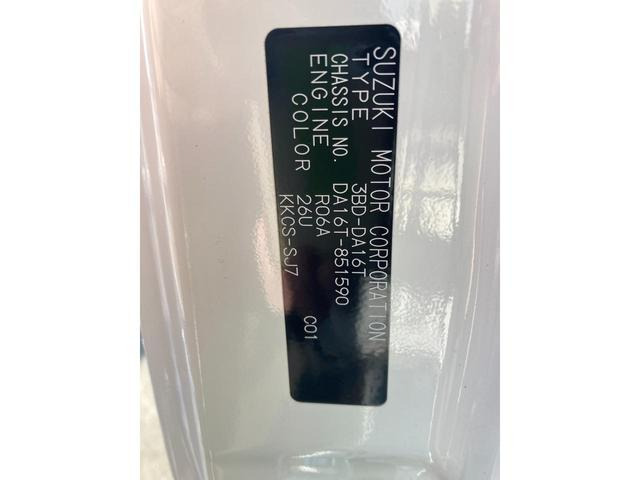 SUZUKI MOTOR CORPORATION
TYPE 3BD-DA16T
CHASSIS NO. DA16T-851590
ENGINE R06A
COLOR 26U C01
KKCS-SJ7